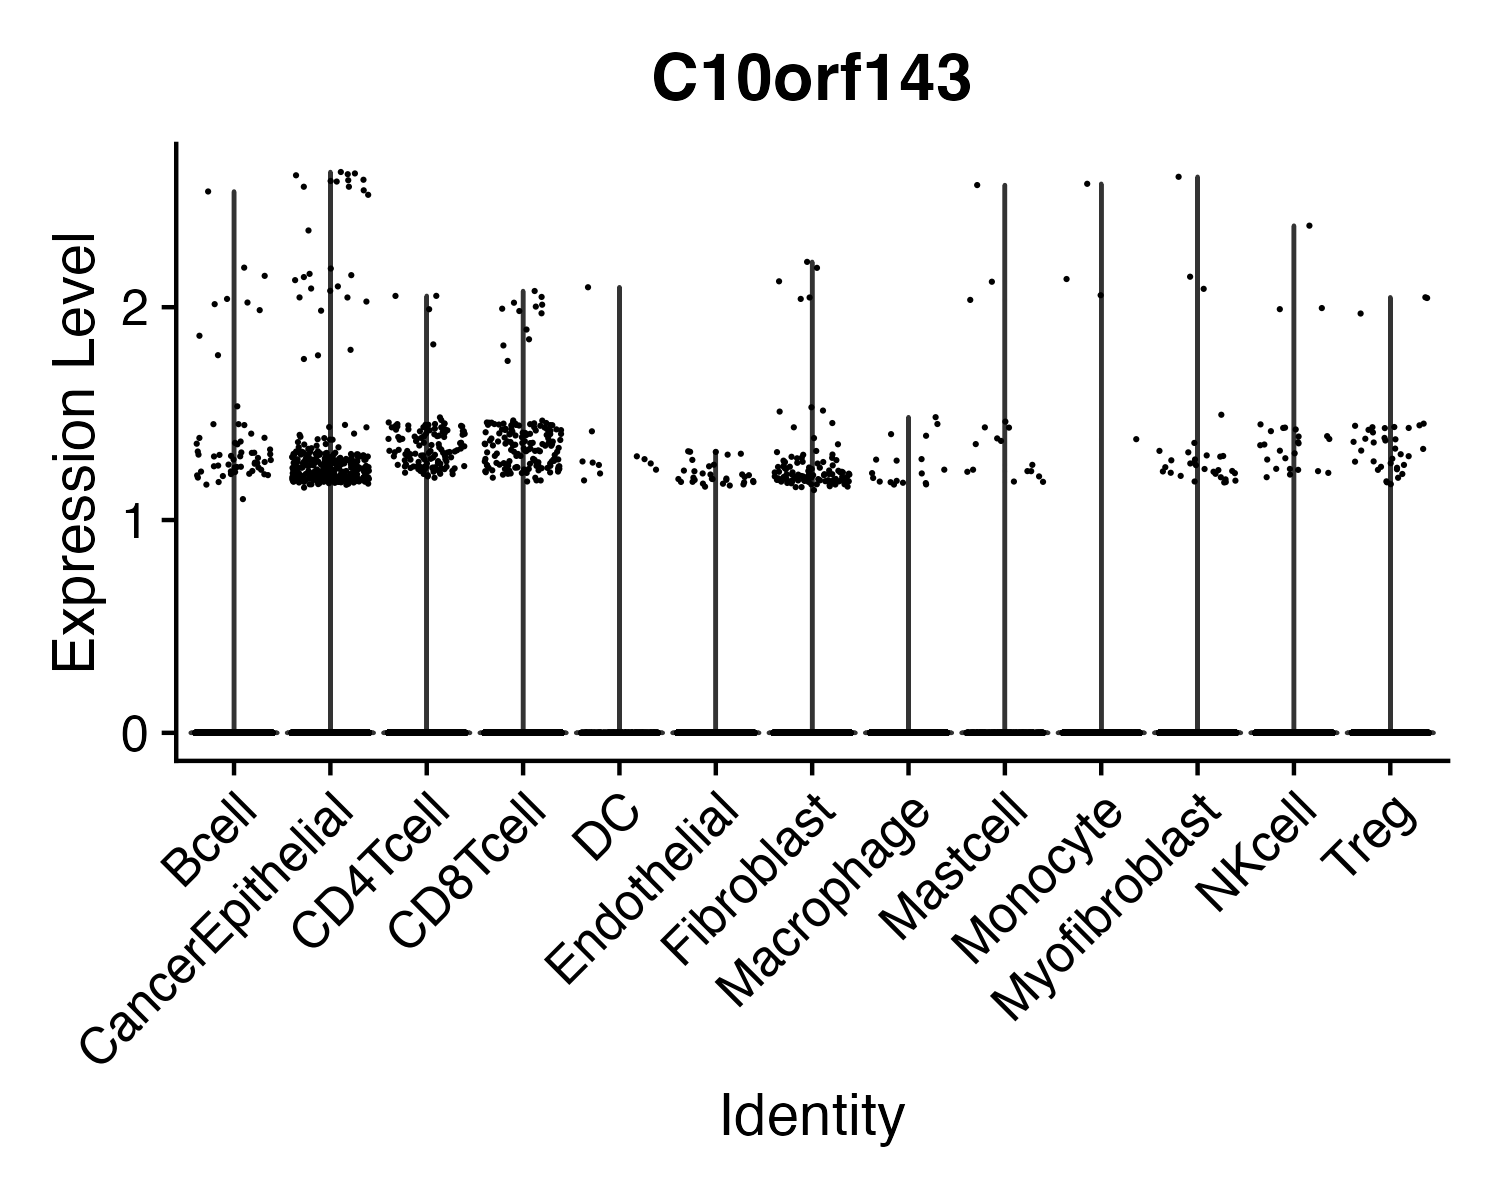 C10orf143
Expression Level
2
1
0
Bcell
CancerEpithelial
CD4Tcell
CD8Tcell
DC
Endothelial
Fibroblast
Macrophage
Mastcell
Monocyte
Myofibroblast
NKcell
Treg
Identity